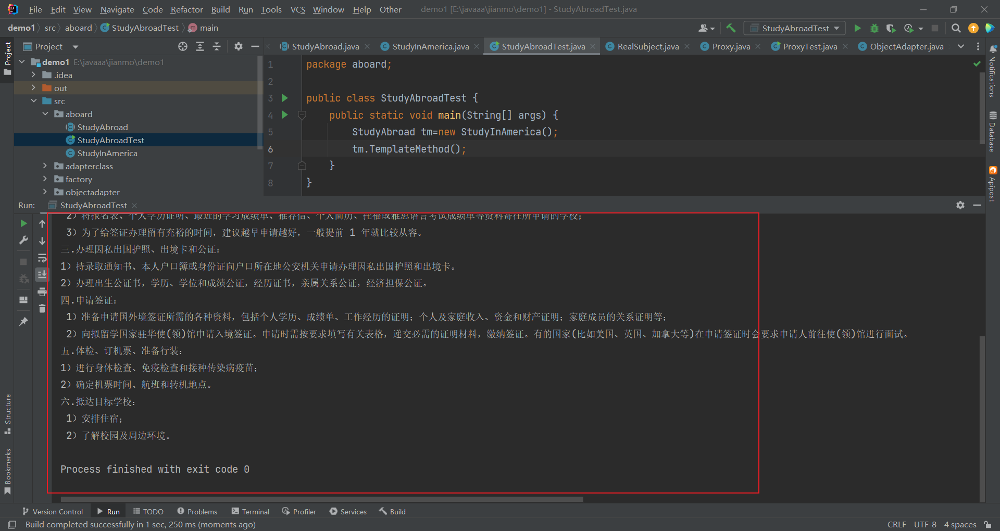 File Edit View Navigate Code Refactor Build Run Tools VCS Window Help Other demo1 [E:\javaaa\jianmo\demo1] - StudyAbroadTest.java
demo1 src aboard StudyAbroadTest main
StudyAbroadTest
Project
StudyAbroad.java StudyInAmerica.java StudyAbroadTest.java RealSubject.java Proxy.java ProxyTest.java ObjectAdapter.java
Project
demo1 E:\javaaa\jianmo\demo1
.idea
out
src
aboard
StudyAbroad
StudyAbroadTest
StudyInAmerica
adapterclass
factory
objectadapter
1 package aboard;
2
3 public class StudyAbroadTest {
4 public static void main(String[] args) {
5 StudyAbroad tm=new StudyInAmerica();
6 tm.TemplateMethod();
7 }
8 }
Notifications
Database
Apipost
Run: StudyAbroadTest
2）将报名表、个人学历证明、最近的学习成绩单、推荐信、个人简历、托福或雅思语言考试成绩单等资料寄往所申请的学校；
3）为了给签证办理留有充裕的时间，建议越早申请越好，一般提前 1 年就比较从容。
三.办理因私出国护照、出境卡和公证：
1）持录取通知书、本人户口簿或身份证向户口所在地公安机关申请办理因私出国护照和出境卡。
2）办理出生公证书，学历、学位和成绩公证，经历证书，亲属关系公证，经济担保公证。
四.申请签证：
1）准备申请国外境签证所需的各种资料，包括个人学历、成绩单、工作经历的证明；个人及家庭收入、资金和财产证明；家庭成员的关系证明等；
2）向拟留学国家驻华使(领)馆申请入境签证。申请时需按要求填写有关表格，递交必需的证明材料，缴纳签证。有的国家(比如美国、英国、加拿大等)在申请签证时会要求申请人前往使(领)馆进行面试。
五.体检、订机票、准备行装：
1）进行身体检查、免疫检查和接种传染病疫苗；
2）确定机票时间、航班和转机地点。
六.抵达目标学校：
1）安排住宿；
2）了解校园及周边环境。
Process finished with exit code 0
Structure
Bookmarks
Version Control Run TODO Problems Terminal Profiler Services Build
Build completed successfully in 1 sec, 250 ms (moments ago)
CRLF UTF-8 4 spaces